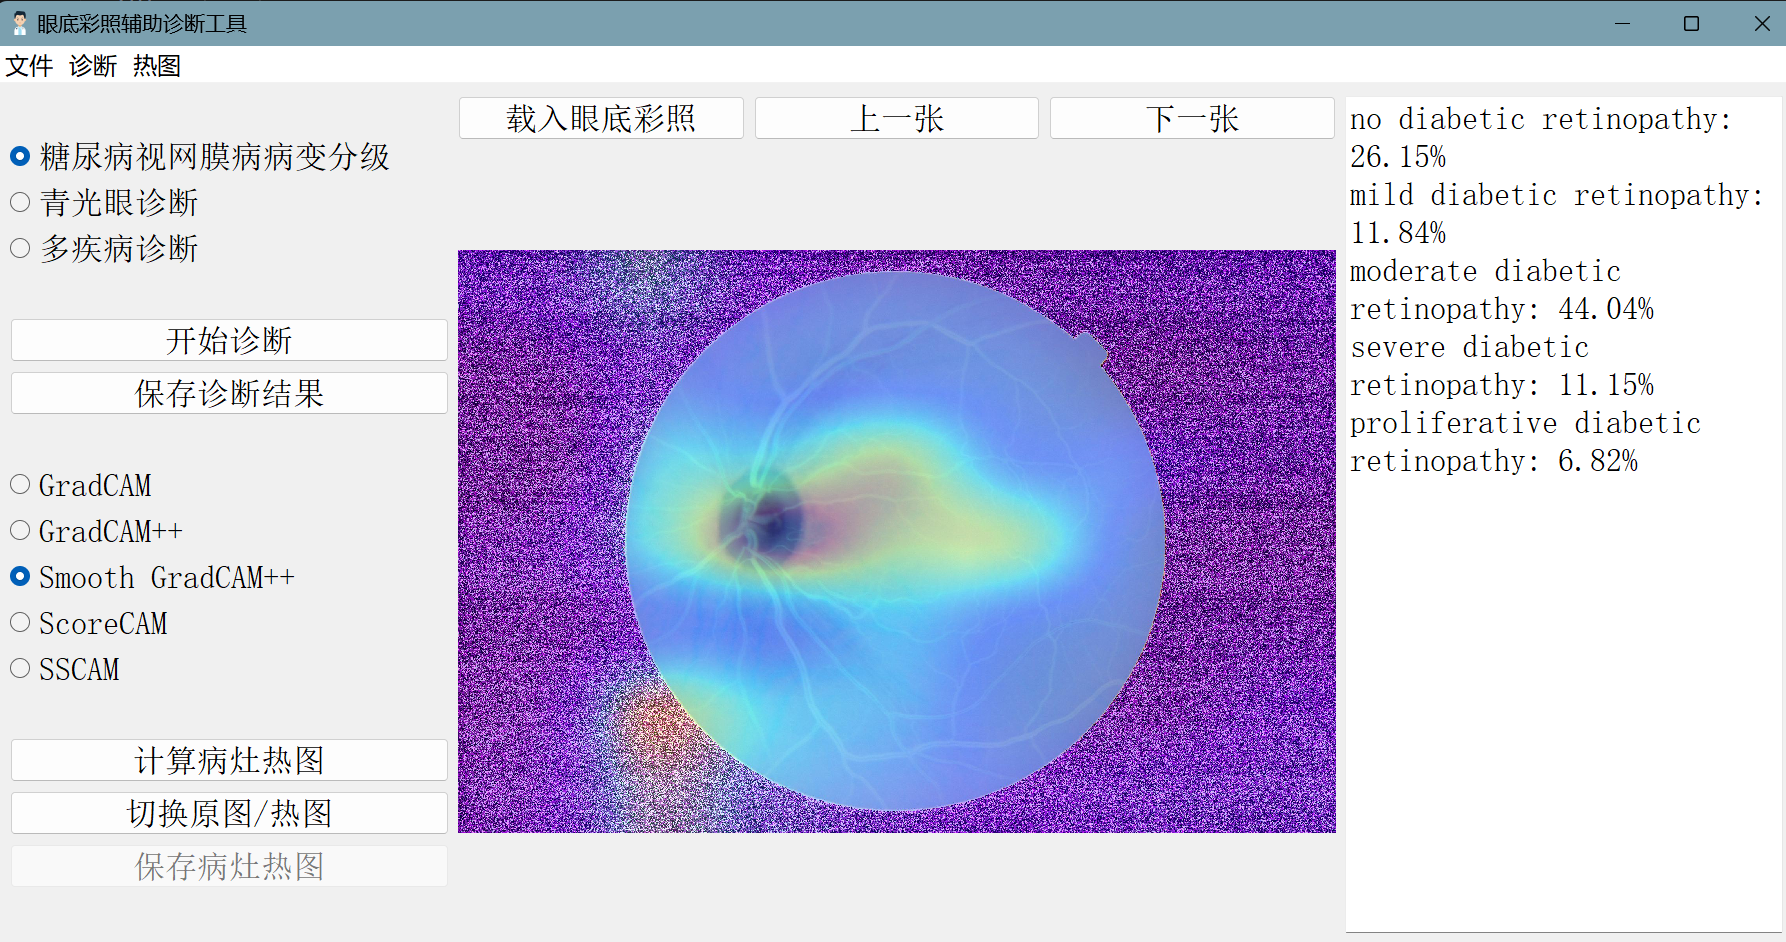 眼底彩照辅助诊断工具
文件 诊断 热图
糖尿病视网膜病病变分级
青光眼诊断
多疾病诊断
开始诊断
保存诊断结果
GradCAM
GradCAM++
Smooth GradCAM++
ScoreCAM
SSCAM
计算病灶热图
切换原图/热图
保存病灶热图
载入眼底彩照
上一张
下一张
no diabetic retinopathy:
26.15%
mild diabetic retinopathy:
11.84%
moderate diabetic
retinopathy: 44.04%
severe diabetic
retinopathy: 11.15%
proliferative diabetic
retinopathy: 6.82%